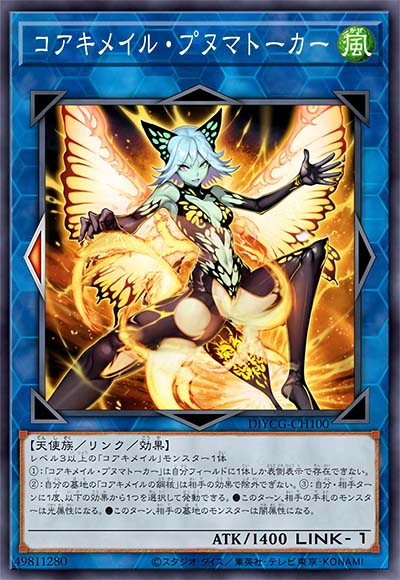 コアキメイル・プヌマトーカー
風
DIYCG-CH100
【天使族/リンク/効果】
レベル3以上の「コアキメイル」モンスター1体
①:「コアキメイル・プヌマトーカー」は自分フィールドに1体しか表側表示で存在できない。
②:自分の墓地の「コアキメイルの鋼核」は相手の効果で除外できない。③:自分・相手ター
ンに1度、以下の効果から1つを選択して発動できる。●このターン、相手の手札のモンスター
は光属性になる。●このターン、相手の墓地のモンスターは闇属性になる。
ATK/1400 LINK-1
49811280 ©スタジオ・ダイス/集英社・テレビ東京・KONAMI